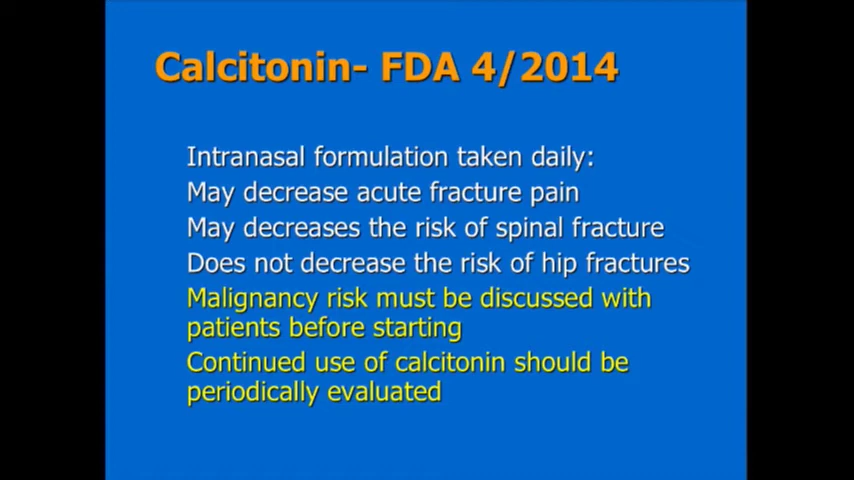 Calcitonin- FDA 4/2014
Intranasal formulation taken daily:
May decrease acute fracture pain
May decreases the risk of spinal fracture
Does not decrease the risk of hip fractures
Malignancy risk must be discussed with
patients before starting
Continued use of calcitonin should be
periodically evaluated